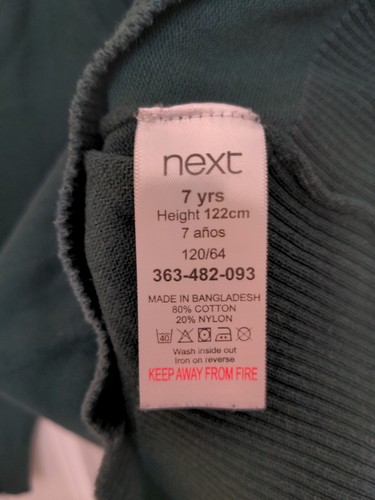 next
7 yrs
Height 122cm
7 años
120/64
363-482-093
MADE IN BANGLADESH
80% COTTON
20% NYLON
40
Wash inside out
Iron on reverse
KEEP AWAY FROM FIRE